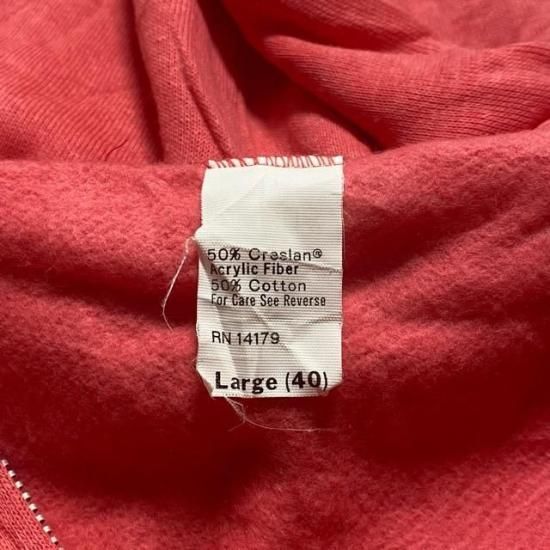 50% Creslan®
Acrylic Fiber
50% Cotton
For Care See Reverse
RN 14179
Large (40)